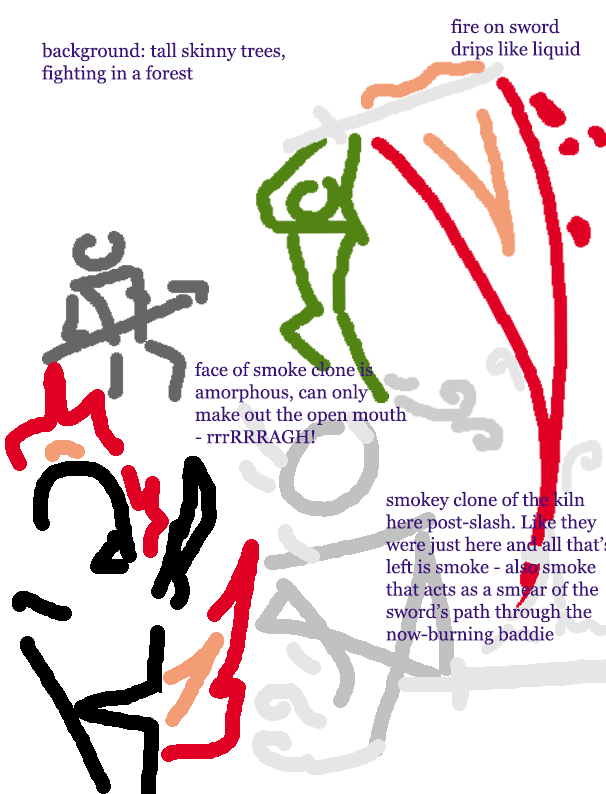 fire on sword
drips like liquid
background: tall skinny trees,
fighting in a forest
face of smoke clone is
amorphous, can only
make out the open mouth
- rrrRRRAGH!
smokey clone of the kiln
here post-slash. Like they
were just here and all that's
left is smoke - also smoke
that acts as a smear of the
sword's path through the
now-burning baddie